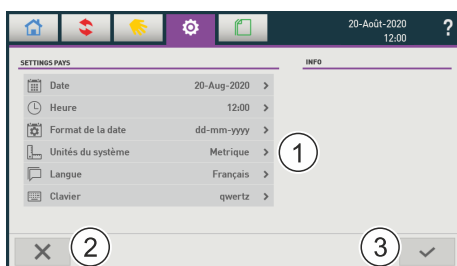 20-Août-2020
12:00
?
SETTINGS PAYS
INFO
Date 20-Aug-2020 >
Heure 12:00 >
Format de la date dd-mm-yyyy >
Unités du système Metrique >
Langue Français >
Clavier qwertz >
1
2
3